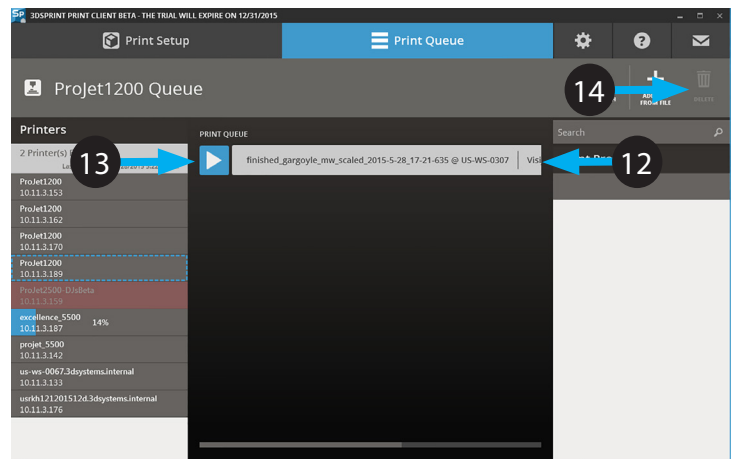 Sp 3DSPRINT PRINT CLIENT BETA - THE TRIAL WILL EXPIRE ON 12/31/2015
Print Setup
Print Queue
?
ProJet1200 Queue
14
FROM FILE
DELETE
Printers
PRINT QUEUE
Search
2 Printer(s)
13
finished_gargoyle_mw_scaled_2015-5-28_17-21-635 @ US-WS-0307
Visi
12
ProJet1200
10.11.3.153
ProJet1200
10.11.3.162
ProJet1200
10.11.3.170
ProJet1200
10.11.3.189
ProJet2500-DJsBeta
10.11.3.159
excellence_5500
10.11.3.187
14%
projet_5500
10.11.3.142
us-ws-0067.3dsystems.internal
10.11.3.133
usrkh121201512d.3dsystems.internal
10.11.3.176